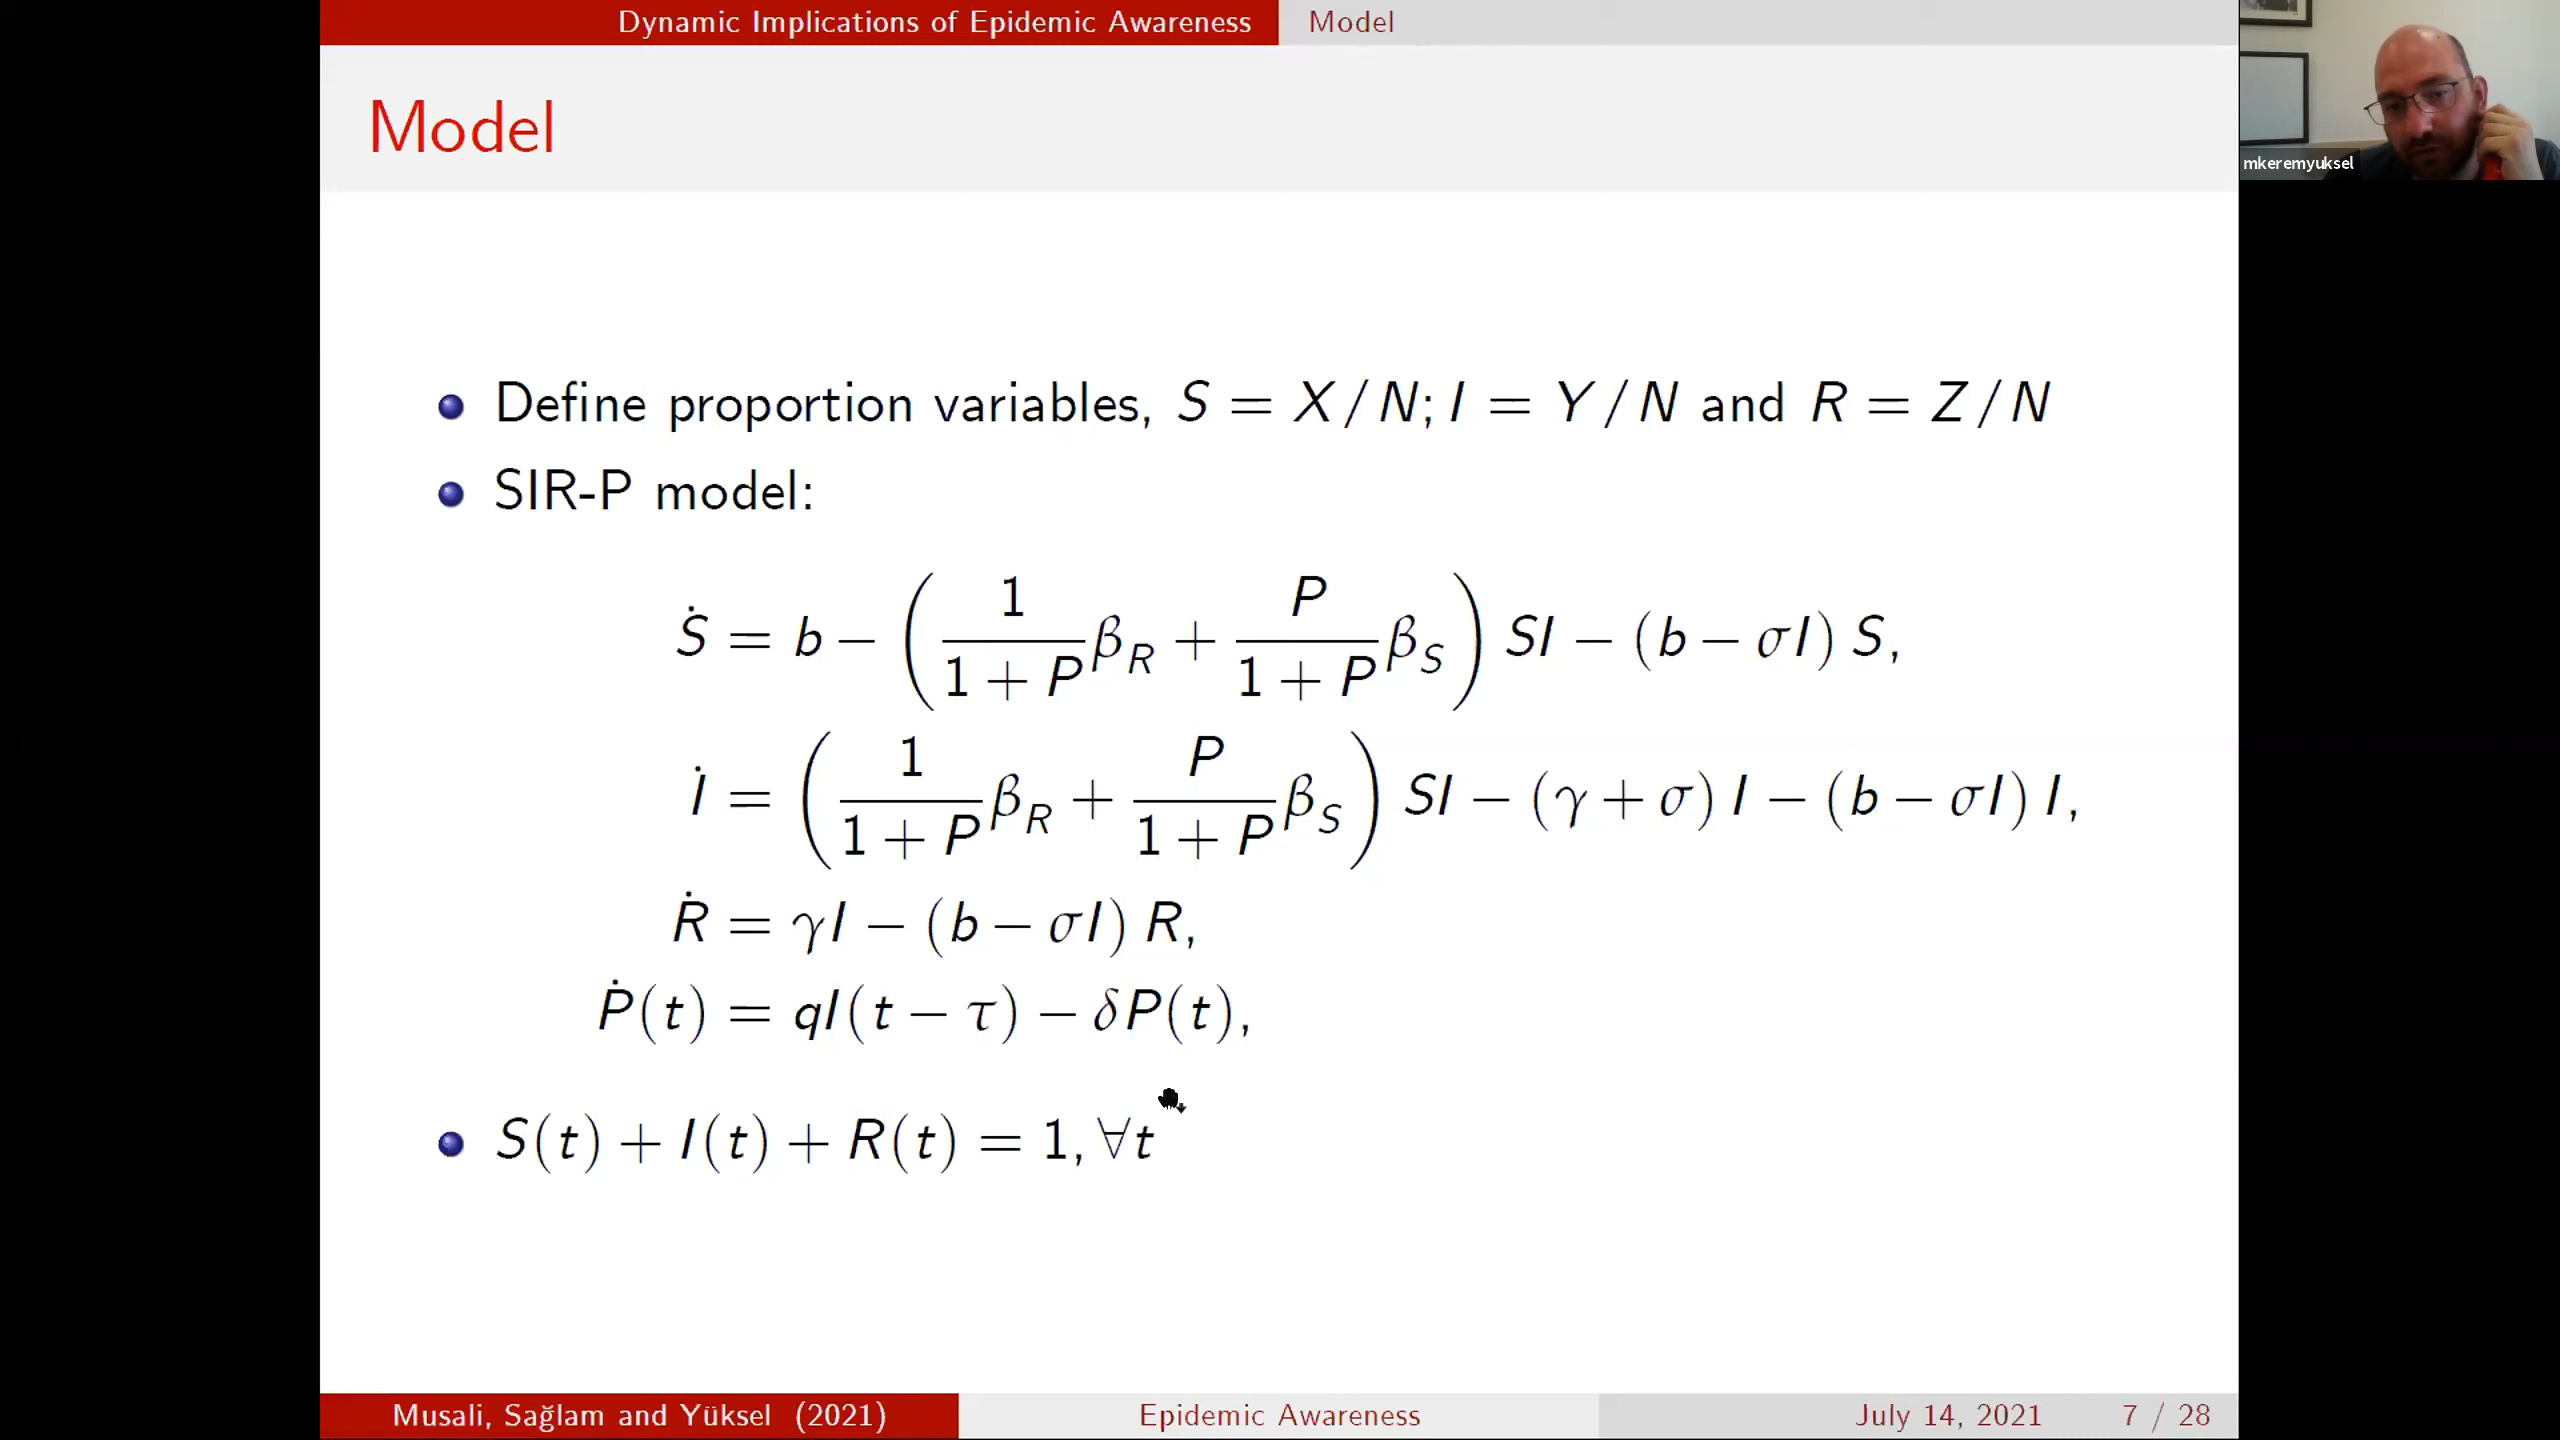 Dynamic Implications of Epidemic Awareness Model
Model
mkeremyuksel
Define proportion variables, S = X/N; I = Y/N and R = Z/N
SIR-P model:
Ṡ = b − (1/(1 + P) β_R + P/(1 + P) β_S) SI − (b − σI) S,
İ = (1/(1 + P) β_R + P/(1 + P) β_S) SI − (γ + σ) I − (b − σI) I,
Ṙ = γI − (b − σI) R,
Ṗ(t) = qI(t − τ) − δP(t),
S(t) + I(t) + R(t) = 1, ∀t
Musali, Sağlam and Yüksel (2021) Epidemic Awareness July 14, 2021 7 / 28